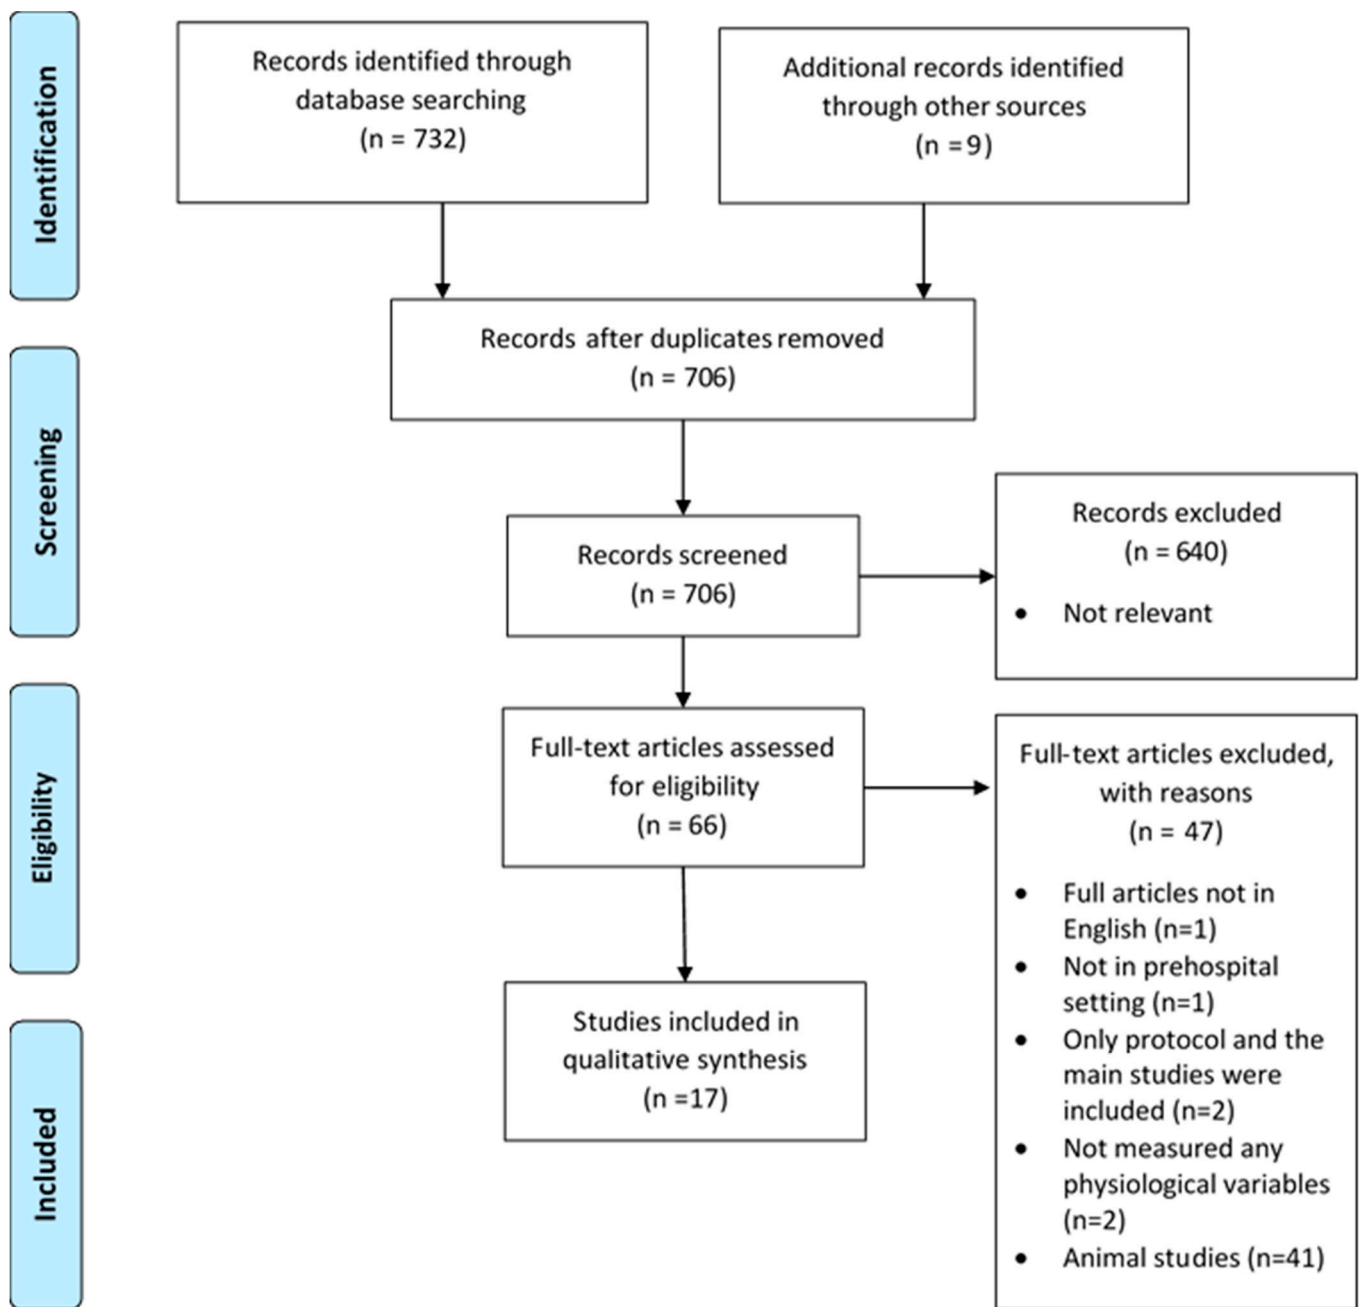 Identification
Records identified through
database searching
(n = 732)
Additional records identified
through other sources
(n = 9)
Records after duplicates removed
(n = 706)
Screening
Records screened
(n = 706)
Records excluded
(n = 640)
• Not relevant
Eligibility
Full-text articles assessed
for eligibility
(n = 66)
Full-text articles excluded,
with reasons
(n = 47)
• Full articles not in
English (n=1)
• Not in prehospital
setting (n=1)
• Only protocol and the
main studies were
included (n=2)
• Not measured any
physiological variables
(n=2)
• Animal studies (n=41)
Included
Studies included in
qualitative synthesis
(n =17)